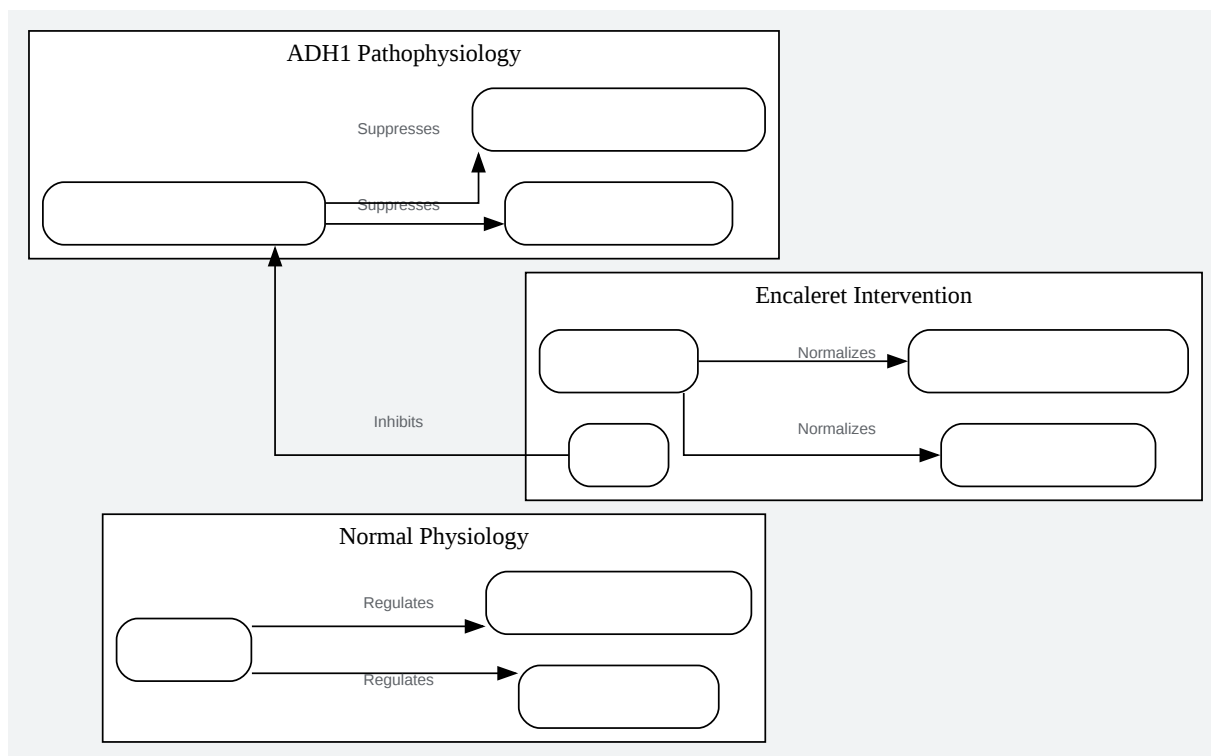 ADH1 Pathophysiology
Suppresses
Suppresses
Encaleret Intervention
Normalizes
Inhibits
Normalizes
Normal Physiology
Regulates
Regulates